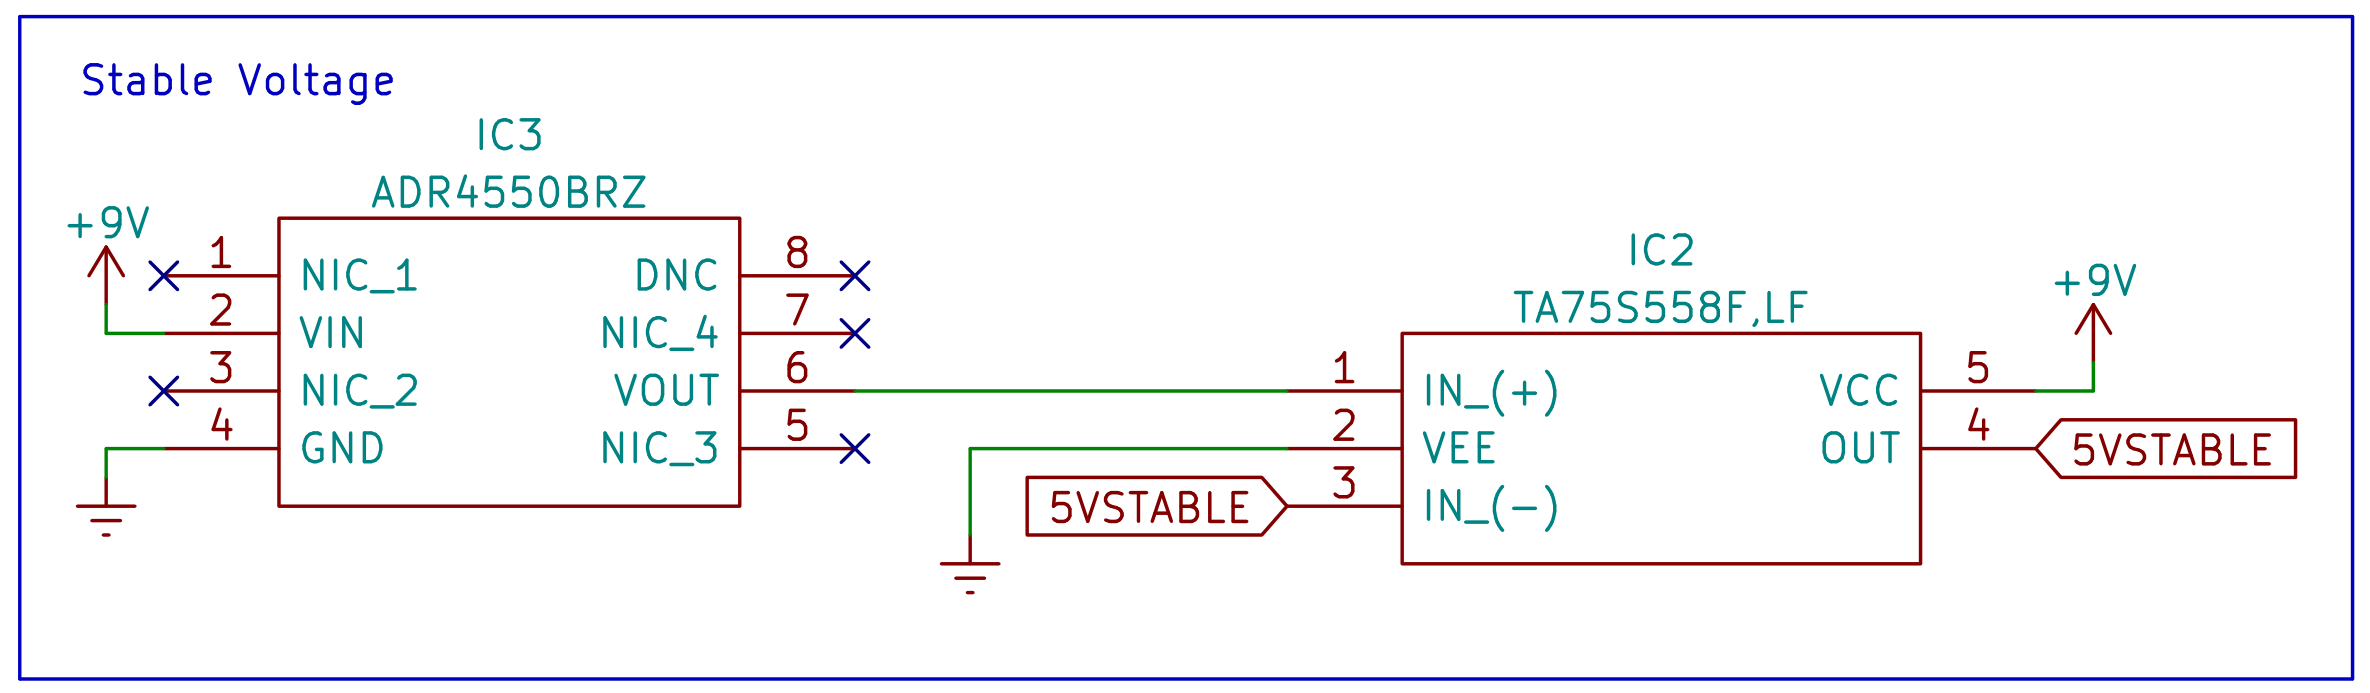 Stable Voltage
IC3
ADR4550BRZ
+9V
1
NIC_1
2
VIN
3
NIC_2
4
GND
8
DNC
7
NIC_4
6
VOUT
5
NIC_3
IC2
TA75S558F,LF
1
IN_(+)
2
VEE
3
IN_(-)
5VSTABLE
+9V
5
VCC
4
OUT
5VSTABLE